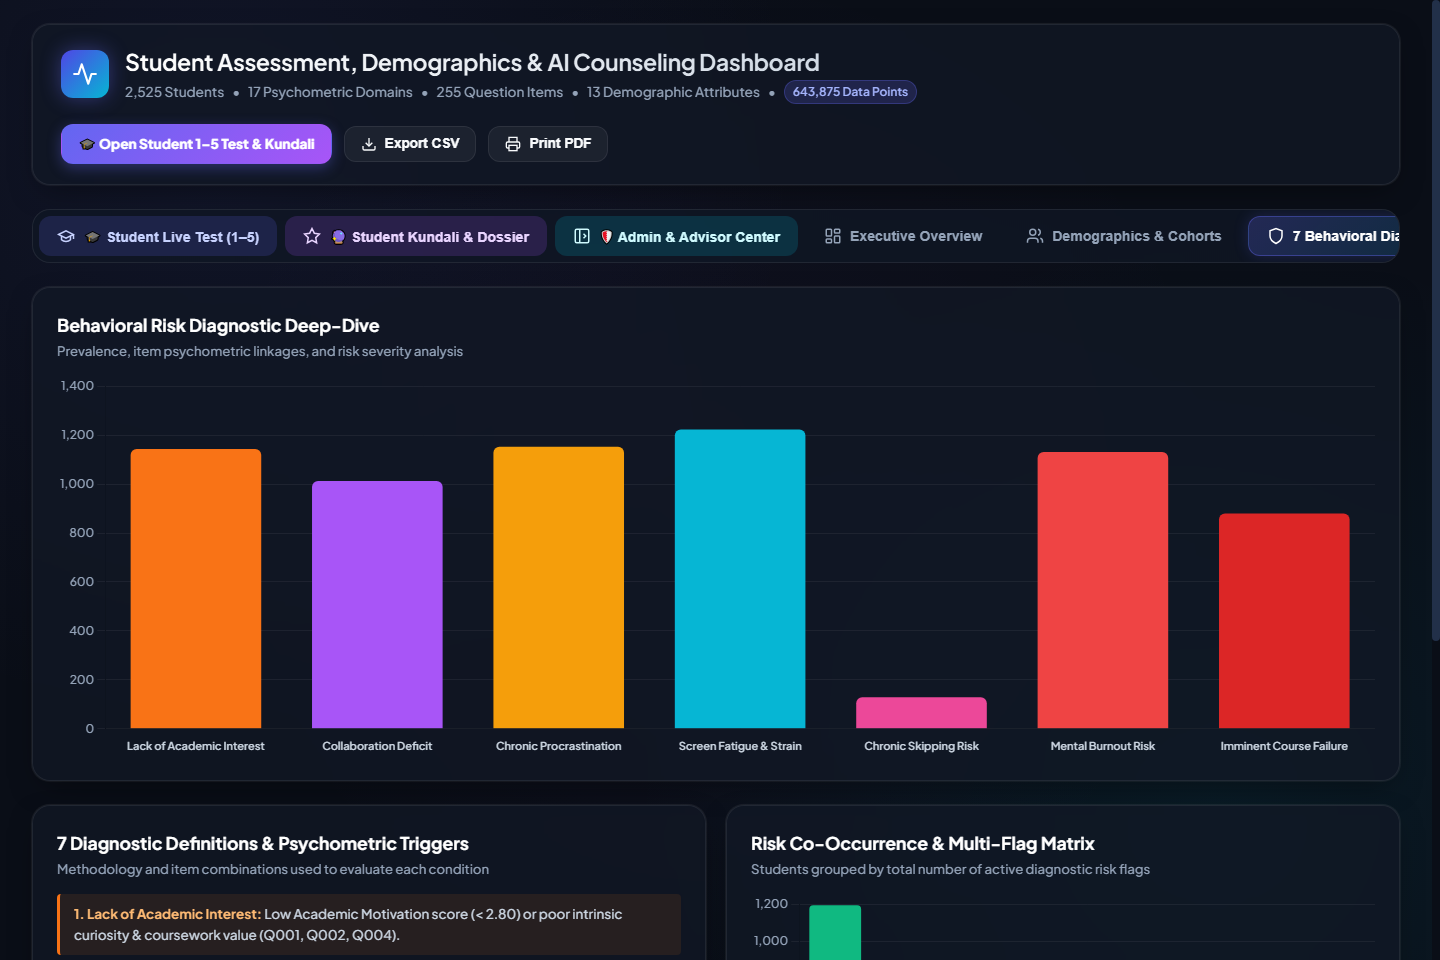 Student Assessment, Demographics & AI Counseling Dashboard
2,525 Students • 17 Psychometric Domains • 255 Question Items • 13 Demographic Attributes • 643,875 Data Points
🎓 Open Student 1–5 Test & Kundali
Export CSV
Print PDF
🎓 Student Live Test (1–5)
🔮 Student Kundali & Dossier
🛡️ Admin & Advisor Center
Executive Overview
Demographics & Cohorts
7 Behavioral Dia
Behavioral Risk Diagnostic Deep-Dive
Prevalence, item psychometric linkages, and risk severity analysis
1,400
1,200
1,000
800
600
400
200
0
Lack of Academic Interest
Collaboration Deficit
Chronic Procrastination
Screen Fatigue & Strain
Chronic Skipping Risk
Mental Burnout Risk
Imminent Course Failure
7 Diagnostic Definitions & Psychometric Triggers
Methodology and item combinations used to evaluate each condition
1. Lack of Academic Interest: Low Academic Motivation score (< 2.80) or poor intrinsic
curiosity & coursework value (Q001, Q002, Q004).
Risk Co-Occurrence & Multi-Flag Matrix
Students grouped by total number of active diagnostic risk flags
1,200
1,000